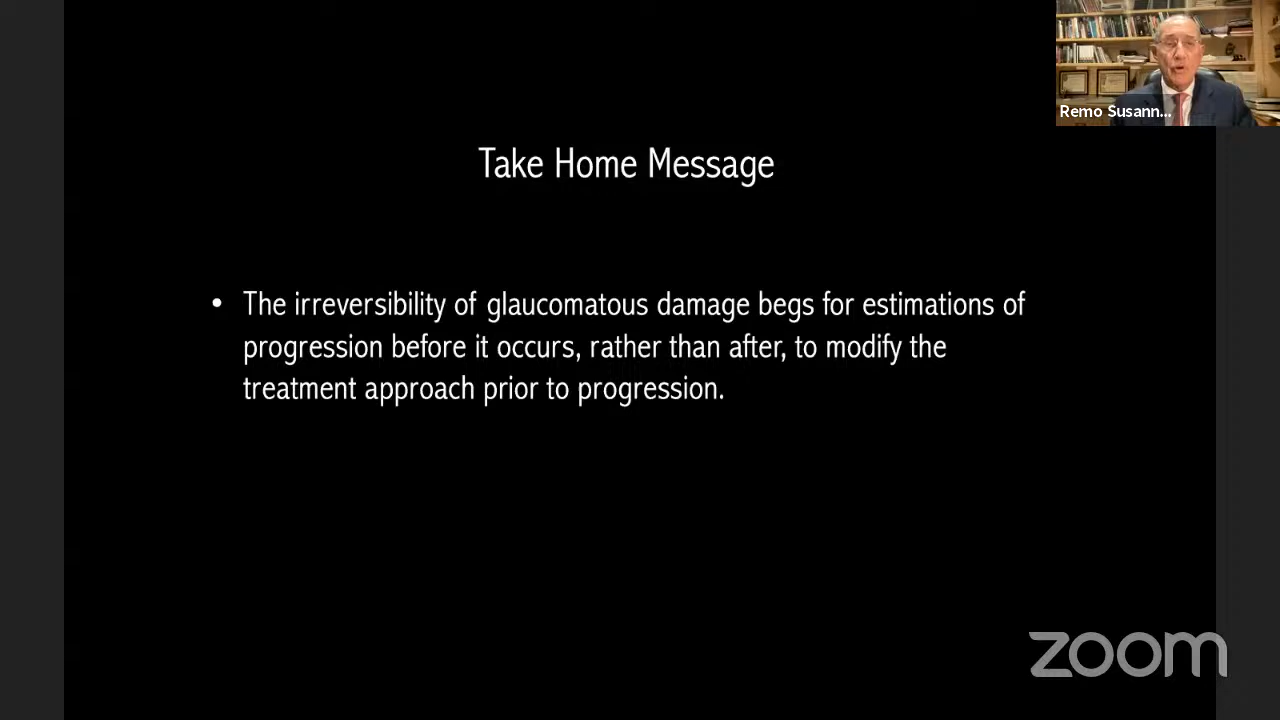 Remo Susann...
Take Home Message
• The irreversibility of glaucomatous damage begs for estimations of
progression before it occurs, rather than after, to modify the
treatment approach prior to progression.
zoom